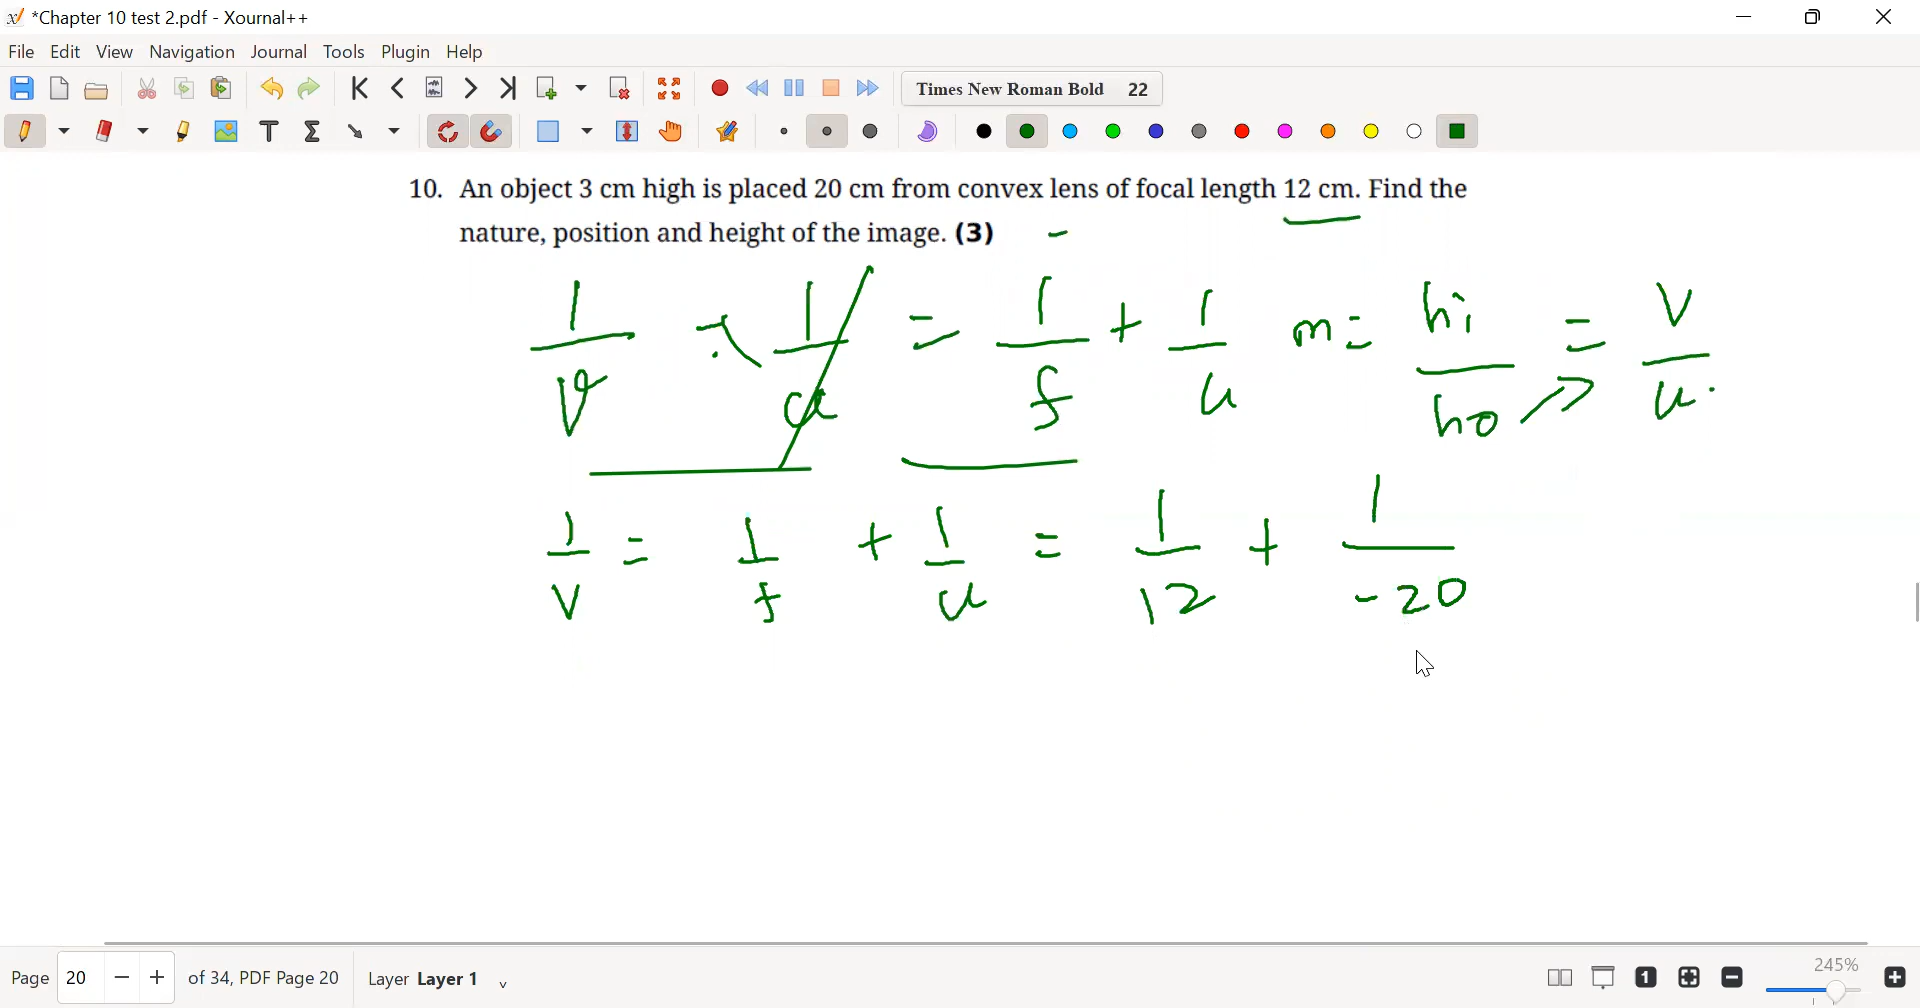 *Chapter 10 test 2.pdf - Xournal++
File Edit View Navigation Journal Tools Plugin Help
Times New Roman Bold 22
10. An object 3 cm high is placed 20 cm from convex lens of focal length 12 cm. Find the
nature, position and height of the image. (3)
1/v - 1/u = 1/f + 1/u m = hi/ho = v/u
1/v = 1/f + 1/u = 1/12 + 1/-20
Page 20 of 34, PDF Page 20 Layer Layer 1 245%